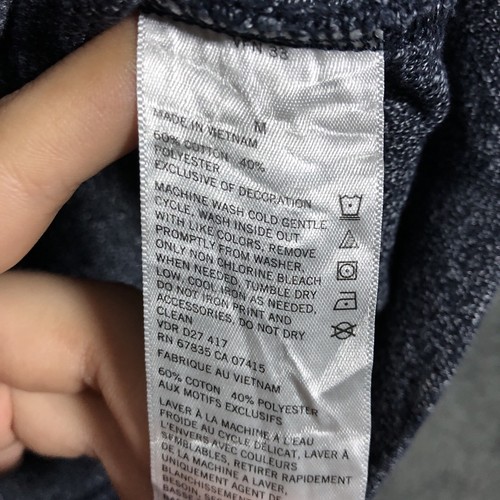 M
MADE IN VIETNAM
60% COTTON 40%
POLYESTER
EXCLUSIVE OF DECORATION
MACHINE WASH COLD GENTLE
CYCLE, WASH INSIDE OUT
WITH LIKE COLORS, REMOVE
PROMPTLY FROM WASHER,
ONLY NON CHLORINE BLEACH
WHEN NEEDED, TUMBLE DRY
LOW, COOL IRON AS NEEDED,
DO NOT IRON PRINT AND
ACCESSORIES, DO NOT DRY
CLEAN
VDR D27 417
RN 67835 CA 07415
FABRIQUE AU VIETNAM
60% COTON 40% POLYESTER
AUX MOTIFS EXCLUSIFS
LAVER À LA MACHINE À L'EAU
FROIDE AU CYCLE DÉLICAT, LAVER À
L'ENVERS AVEC COULEURS
SEMBLABLES, RETIRER RAPIDEMENT
DE LA MACHINE A LAVER,
UNIQUEMENT AGENT DE